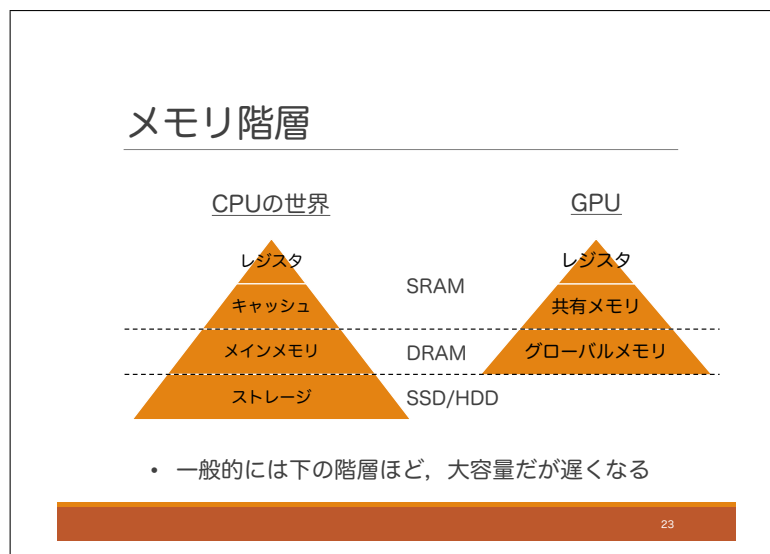 メモリ階層
CPUの世界
GPU
レジスタ
キャッシュ
メインメモリ
ストレージ
SRAM
DRAM
SSD/HDD
レジスタ
共有メモリ
グローバルメモリ
• 一般的には下の階層ほど，大容量だが遅くなる
23